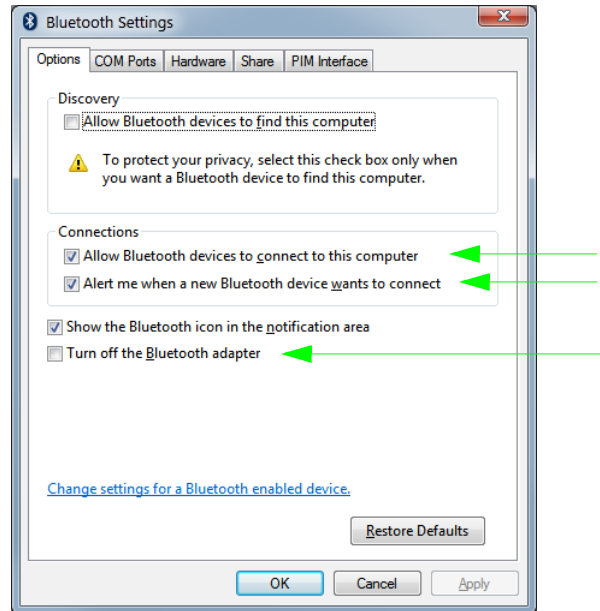 Bluetooth Settings
Options COM Ports Hardware Share PIM Interface
Discovery
Allow Bluetooth devices to find this computer
To protect your privacy, select this check box only when
you want a Bluetooth device to find this computer.
Connections
Allow Bluetooth devices to connect to this computer
Alert me when a new Bluetooth device wants to connect
Show the Bluetooth icon in the notification area
Turn off the Bluetooth adapter
Change settings for a Bluetooth enabled device.
Restore Defaults
OK Cancel Apply